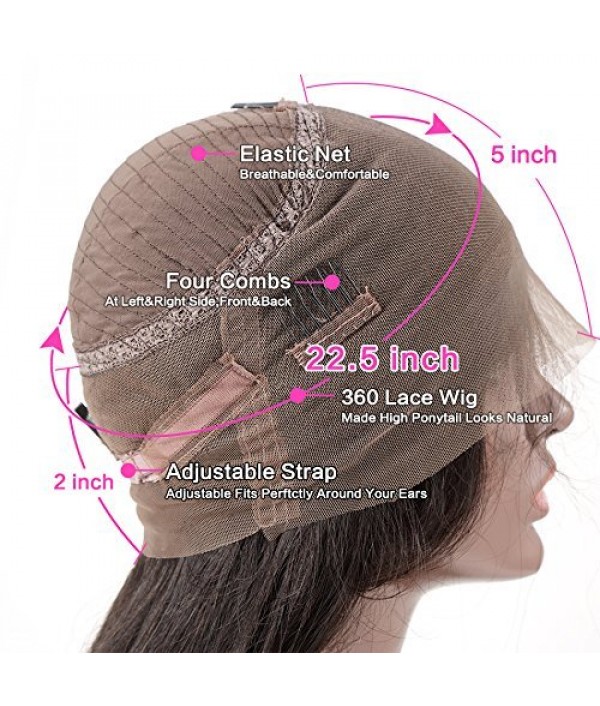 Elastic Net
Breathable&Comfortable
5 inch
Four Combs
At Left&Right Side;Front&Back
22.5 inch
360 Lace Wig
Made High Ponytail Looks Natural
Adjustable Strap
Adjustable Fits Perftctly Around Your Ears
2 inch